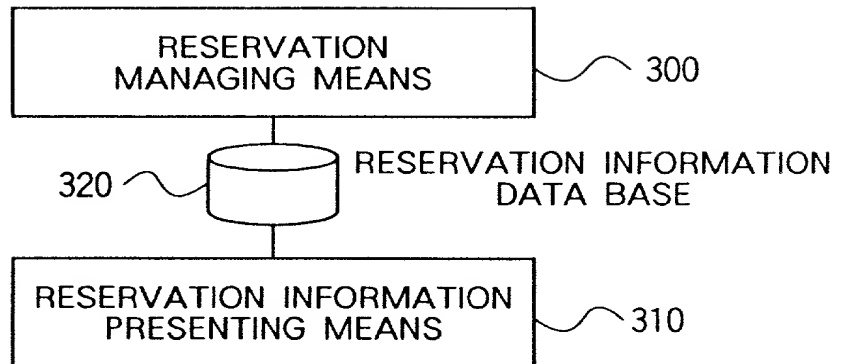 RESERVATION
MANAGING MEANS
300
320
RESERVATION INFORMATION
DATA BASE
RESERVATION INFORMATION
PRESENTING MEANS
310